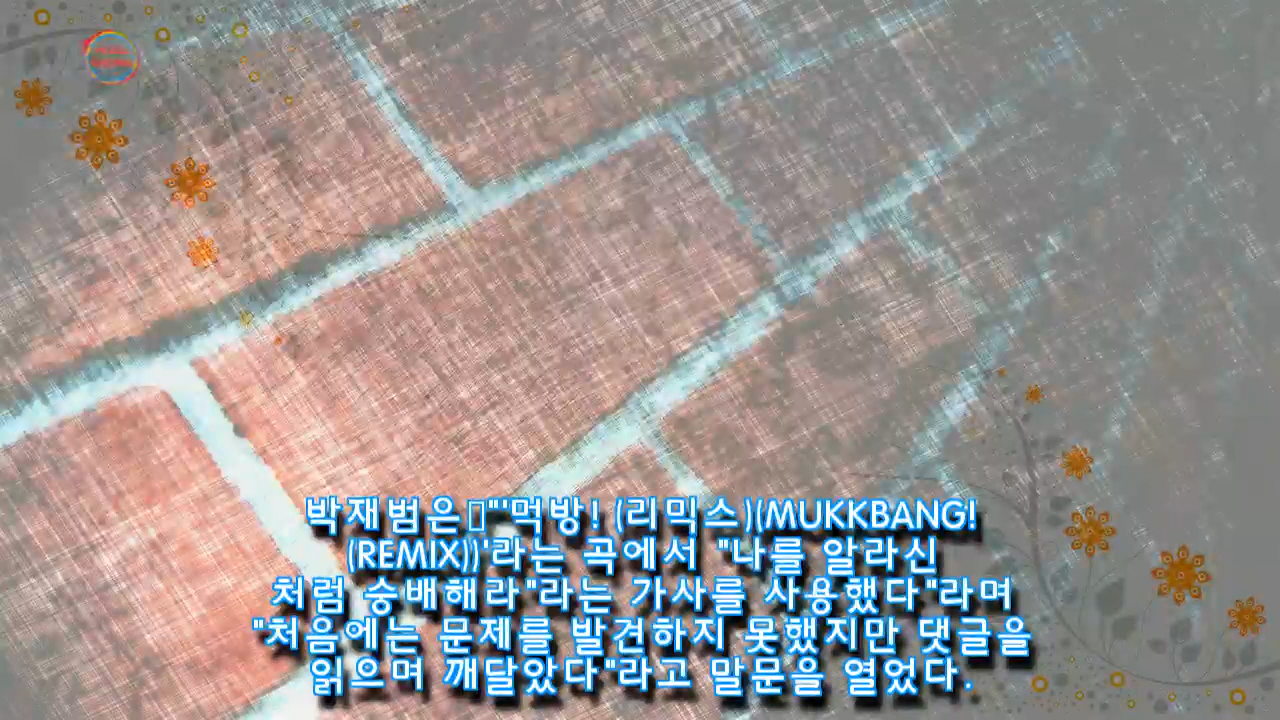 박재범은 "'먹방! (리믹스)(MUKKBANG!
(REMIX))'라는 곡에서 "나를 알라신
처럼 숭배해라"라는 가사를 사용했다"라며
"처음에는 문제를 발견하지 못했지만 댓글을
읽으며 깨달았다"라고 말문을 열었다.